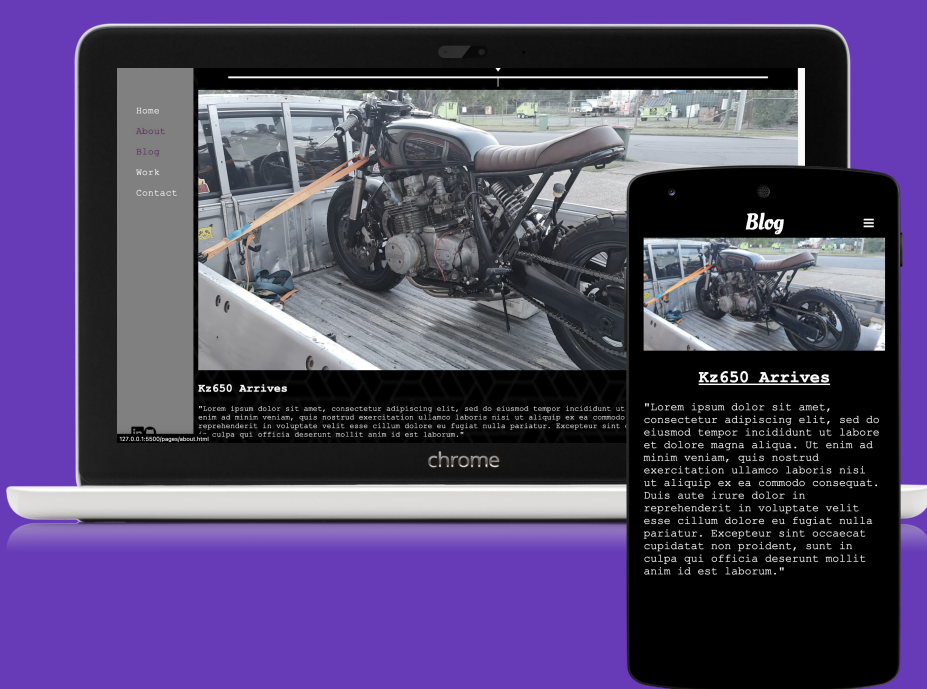 Home
About
Blog
Work
Contact
Kz650 Arrives
"Lorem ipsum dolor sit amet, consectetur adipiscing elit, sed do eiusmod tempor incididunt ut
enim ad minim veniam, quis nostrud exercitation ullamco laboris nisi ut aliquip ex ea commodo
reprehenderit in voluptate velit esse cillum dolore eu fugiat nulla pariatur. Excepteur sint
culpa qui officia deserunt mollit anim id est laborum."
127.0.0.1:5500/pages/about.html
chrome
Blog
Kz650 Arrives
"Lorem ipsum dolor sit amet,
consectetur adipiscing elit, sed do
eiusmod tempor incididunt ut labore
et dolore magna aliqua. Ut enim ad
minim veniam, quis nostrud
exercitation ullamco laboris nisi
ut aliquip ex ea commodo consequat.
Duis aute irure dolor in
reprehenderit in voluptate velit
esse cillum dolore eu fugiat nulla
pariatur. Excepteur sint occaecat
cupidatat non proident, sunt in
culpa qui officia deserunt mollit
anim id est laborum."